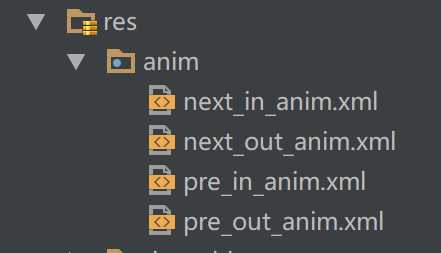 res
anim
next_in_anim.xml
next_out_anim.xml
pre_in_anim.xml
pre_out_anim.xml